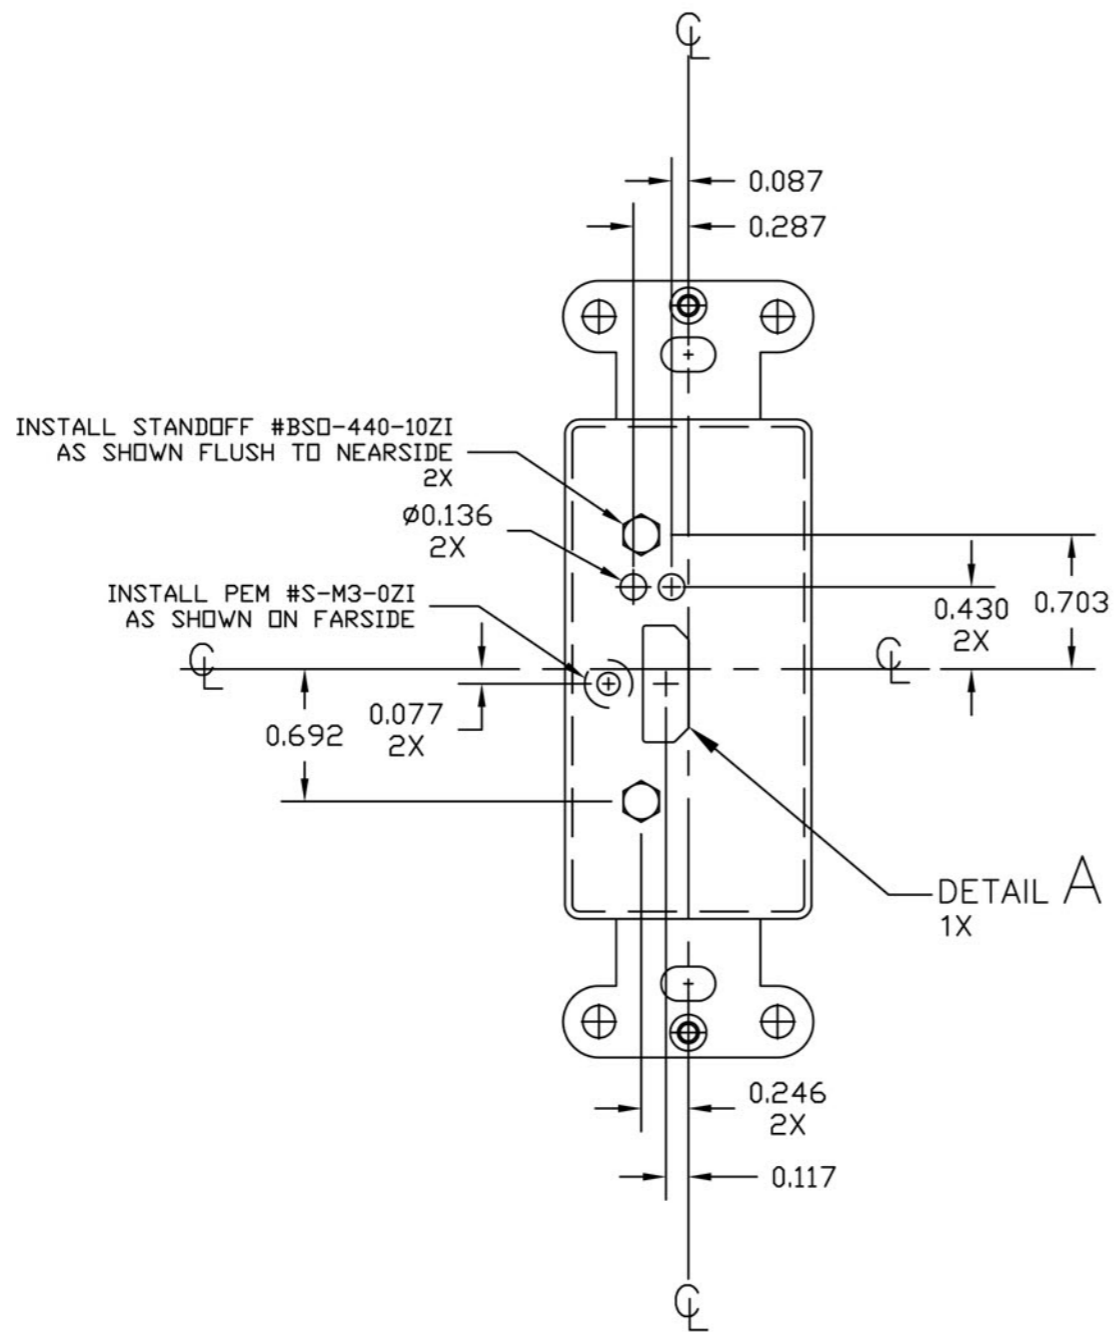 ℄
0.087
0.287
INSTALL STANDOFF #BSO-440-10ZI
AS SHOWN FLUSH TO NEARSIDE
2X
Ø0.136
2X
INSTALL PEM #S-M3-0ZI
AS SHOWN ON FARSIDE
0.430
2X
0.703
℄
℄
0.077
2X
0.692
DETAIL A
1X
0.246
2X
0.117
℄